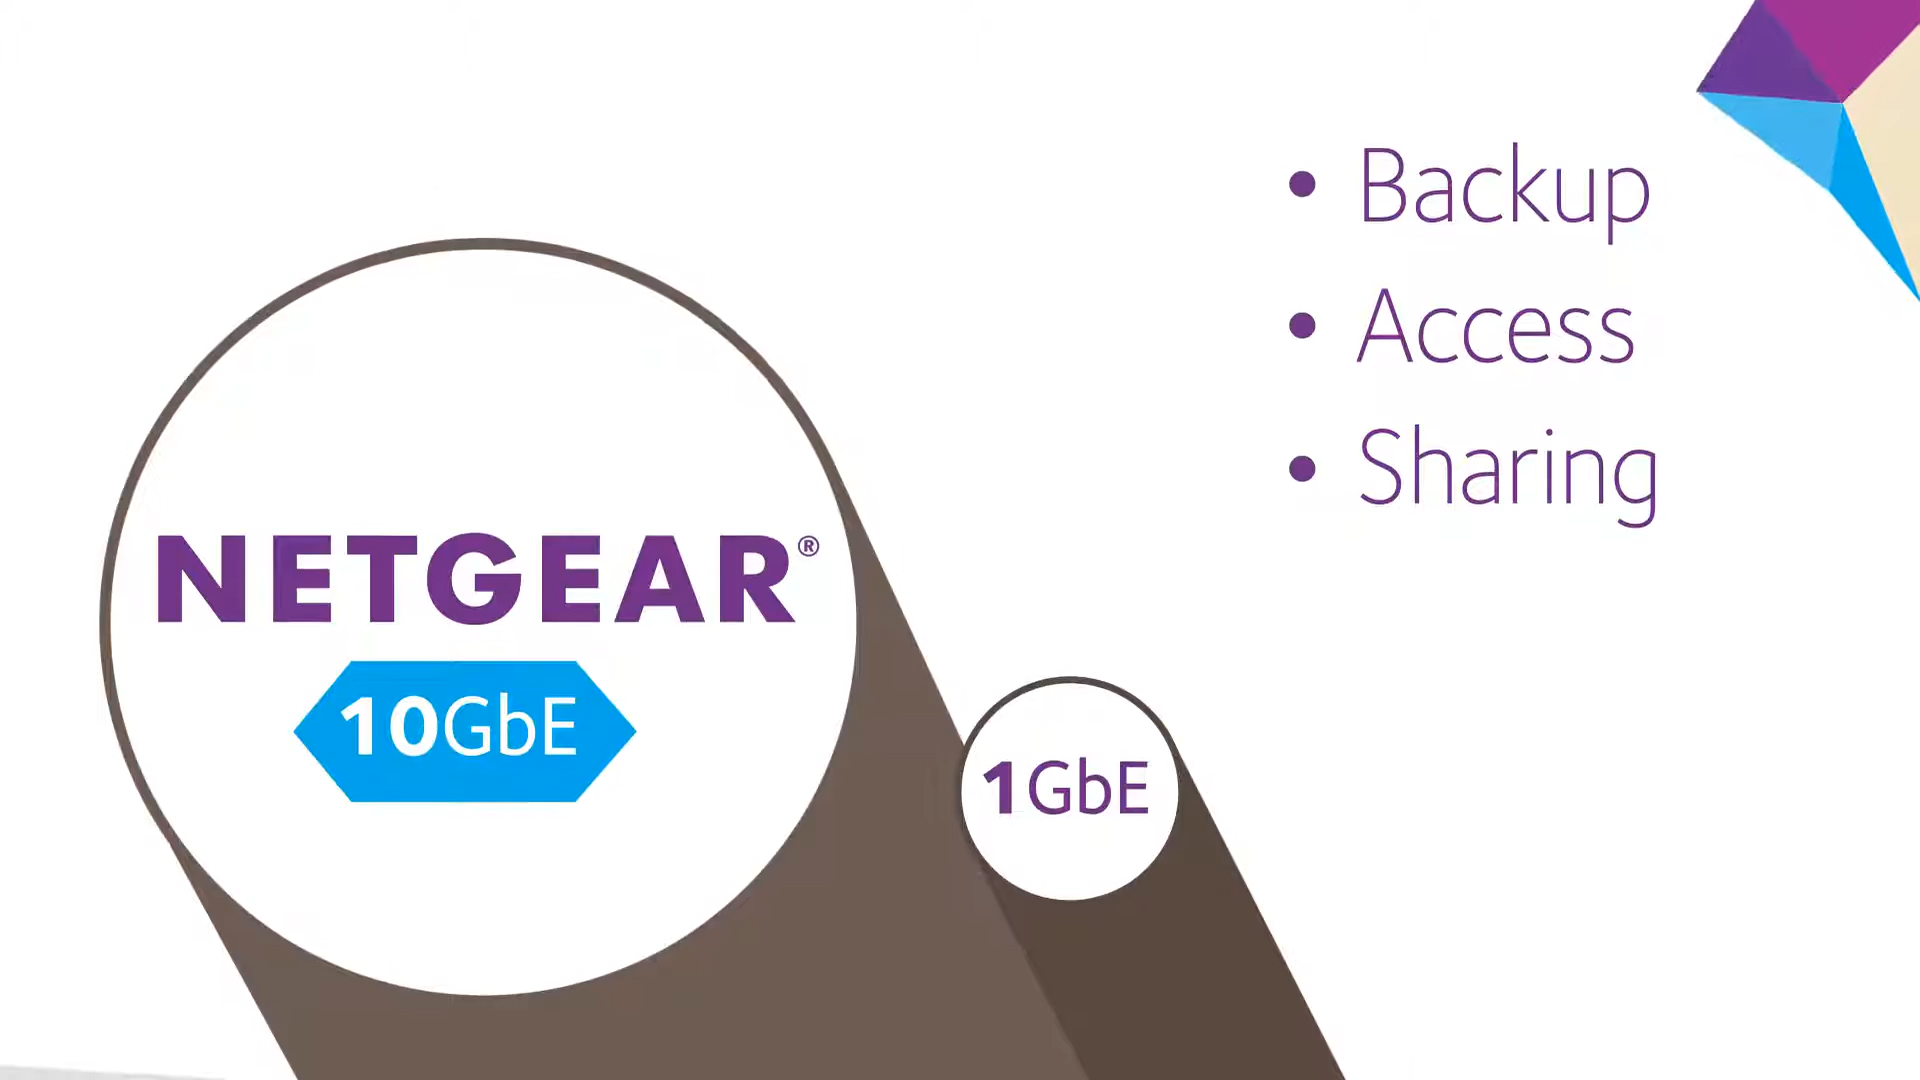 • Backup
• Access
• Sharing
NETGEAR®
10GbE
1GbE